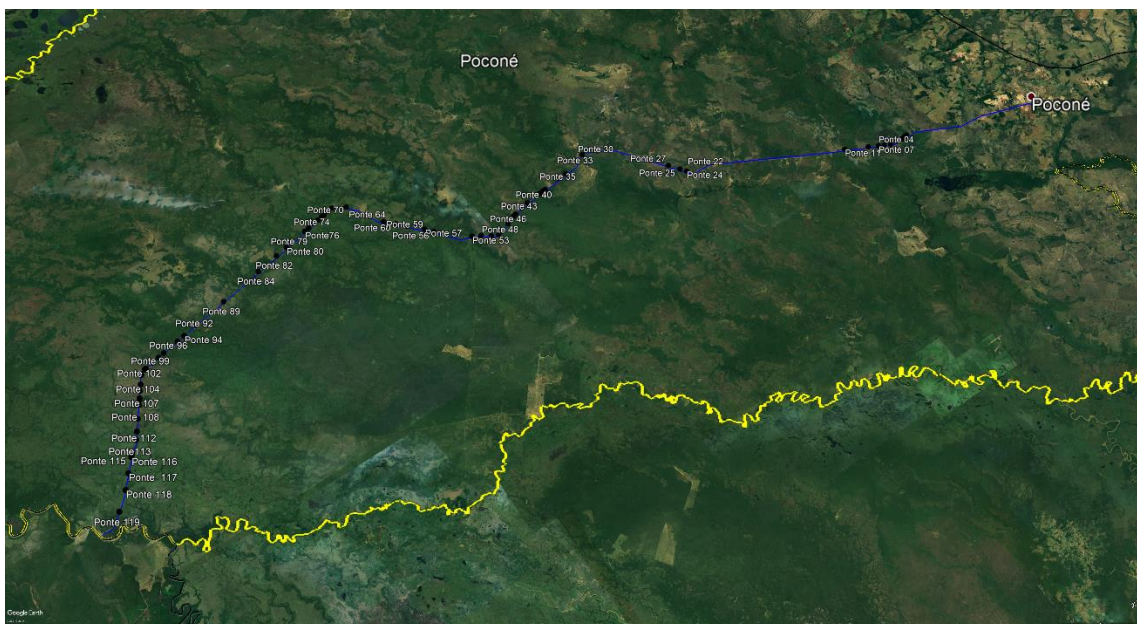 Poconé
Poconé
Ponte 04
Ponte 11
Ponte 07
Ponte 30
Ponte 33
Ponte 27
Ponte 22
Ponte 25
Ponte 24
Ponte 35
Ponte 40
Ponte 43
Ponte 46
Ponte 48
Ponte 53
Ponte 70
Ponte 64
Ponte 74
Ponte 60
Ponte 59
Ponte76
Ponte 56
Ponte 57
Ponte 79
Ponte 80
Ponte 82
Ponte 84
Ponte 89
Ponte 92
Ponte 94
Ponte 96
Ponte 99
Ponte 102
Ponte 104
Ponte 107
Ponte 108
Ponte 112
Ponte 113
Ponte 115
Ponte 116
Ponte 117
Ponte 118
Ponte 119
Google Earth